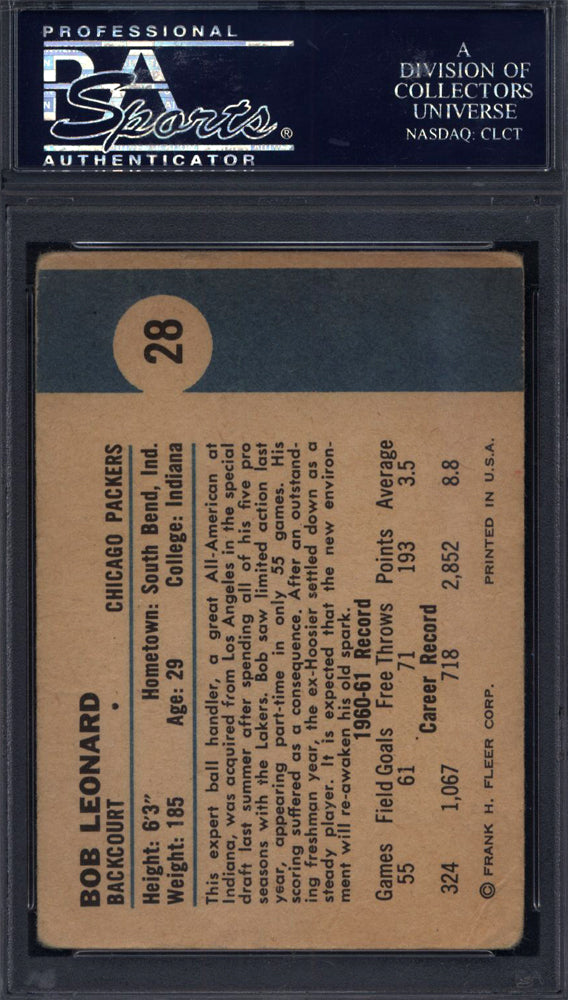 PROFESSIONAL
PSA
Sports®
AUTHENTICATOR
A
DIVISION OF
COLLECTORS
UNIVERSE
NASDAQ: CLCT
28
BOB LEONARD
BACKCOURT CHICAGO PACKERS
Height: 6'3" Hometown: South Bend, Ind.
Weight: 185 Age: 29 College: Indiana
This expert ball handler, a great All-American at
Indiana, was acquired from Los Angeles in the special
draft last summer after spending all of his five pro
seasons with the Lakers. Bob saw limited action last
year, appearing part-time in only 55 games. His
scoring suffered as a consequence. After an outstand-
ing freshman year, the ex-Hoosier settled down as a
steady player. It is expected that the new environ-
ment will re-awaken his old spark.
1960-61 Record
Games Field Goals Free Throws Points Average
55 61 71 193 3.5
Career Record
324 1,067 718 2,852 8.8
© FRANK H. FLEER CORP. PRINTED IN U.S.A.